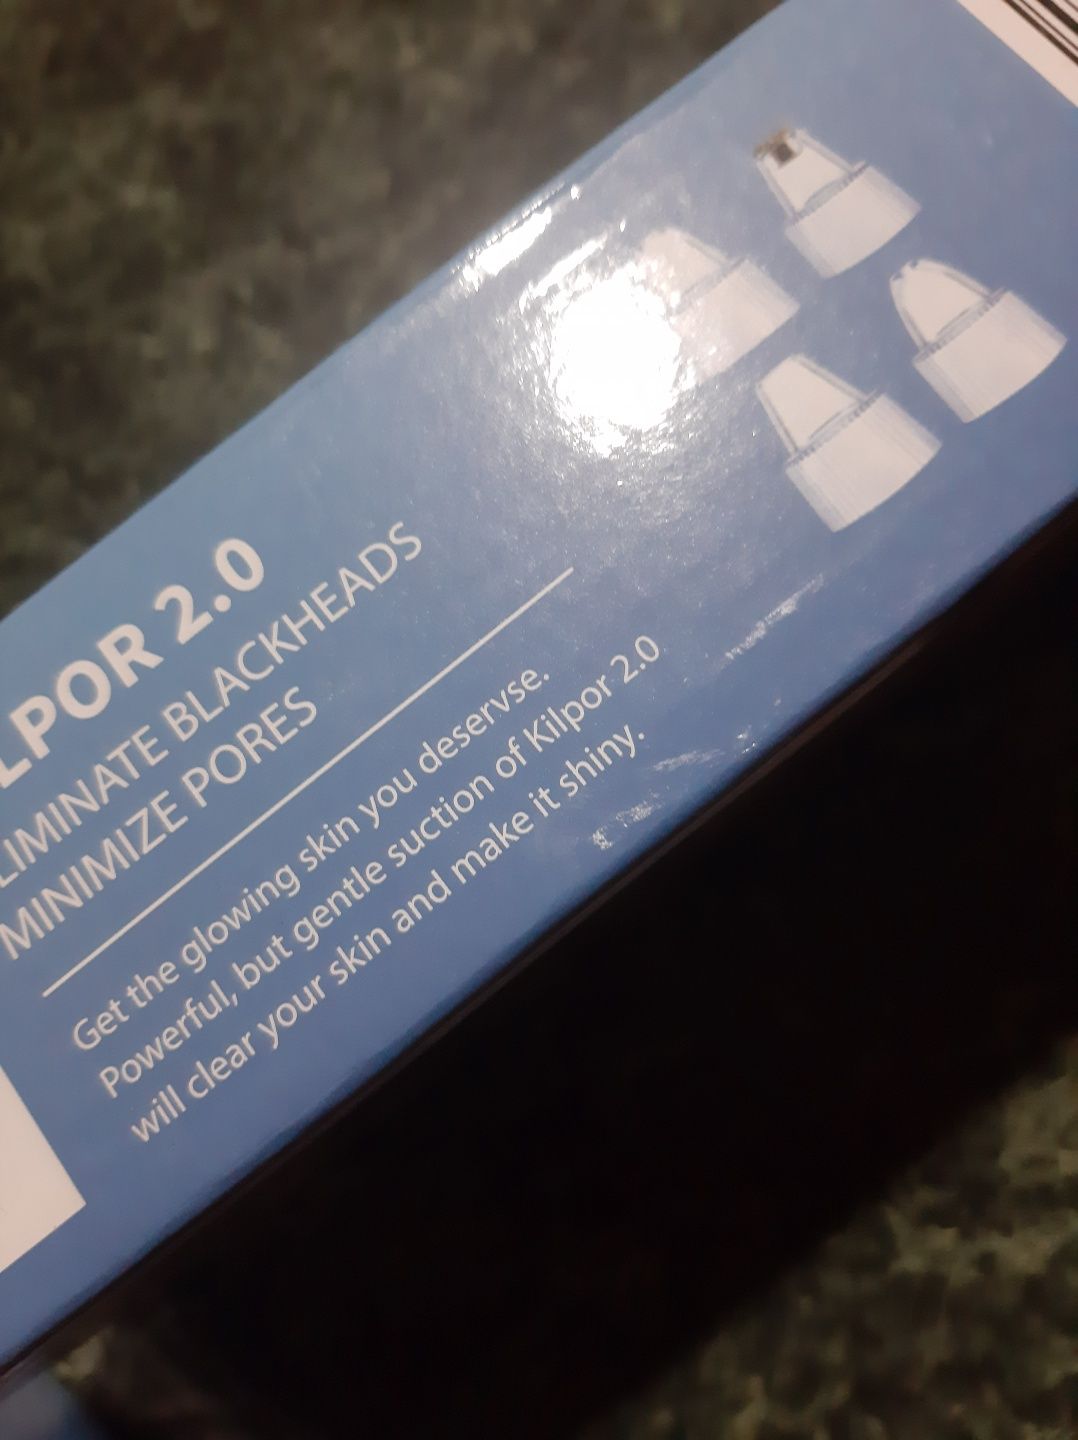 LPOR 2.0
LIMINATE BLACKHEADS
MINIMIZE PORES
Get the glowing skin you deservse.
Powerful, but gentle suction of Kilpor 2.0
will clear your skin and make it shiny.